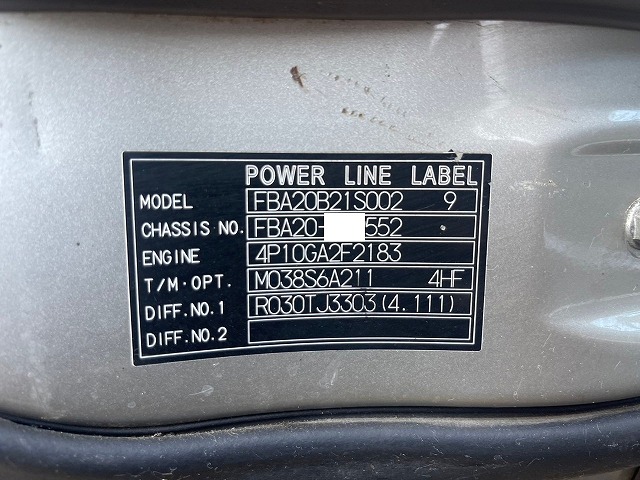 POWER LINE LABEL
MODEL FBA20B21S002 9
CHASSIS NO. FBA20- 552
ENGINE 4P10GA2F2183
T/M·OPT. M038S6A211 4HF
DIFF.NO.1 R030TJ3303(4.111)
DIFF.NO.2